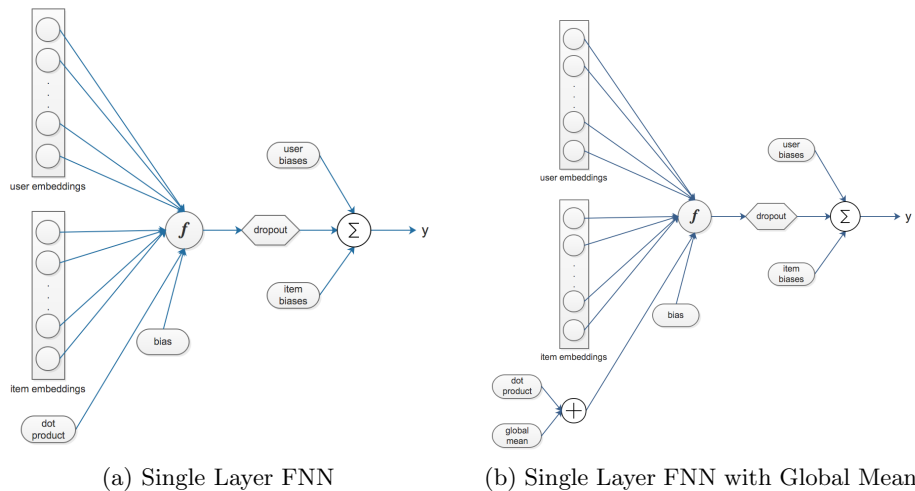 user embeddings
item embeddings
dot
product
bias
f
dropout
user
biases
item
biases
Σ
y
(a) Single Layer FNN
user embeddings
item embeddings
dot
product
global
mean
+
bias
f
dropout
user
biases
item
biases
Σ
y
(b) Single Layer FNN with Global Mean